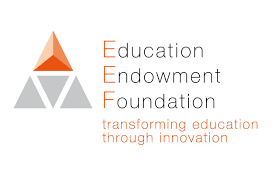 Education
Endowment
Foundation
transforming education
through innovation